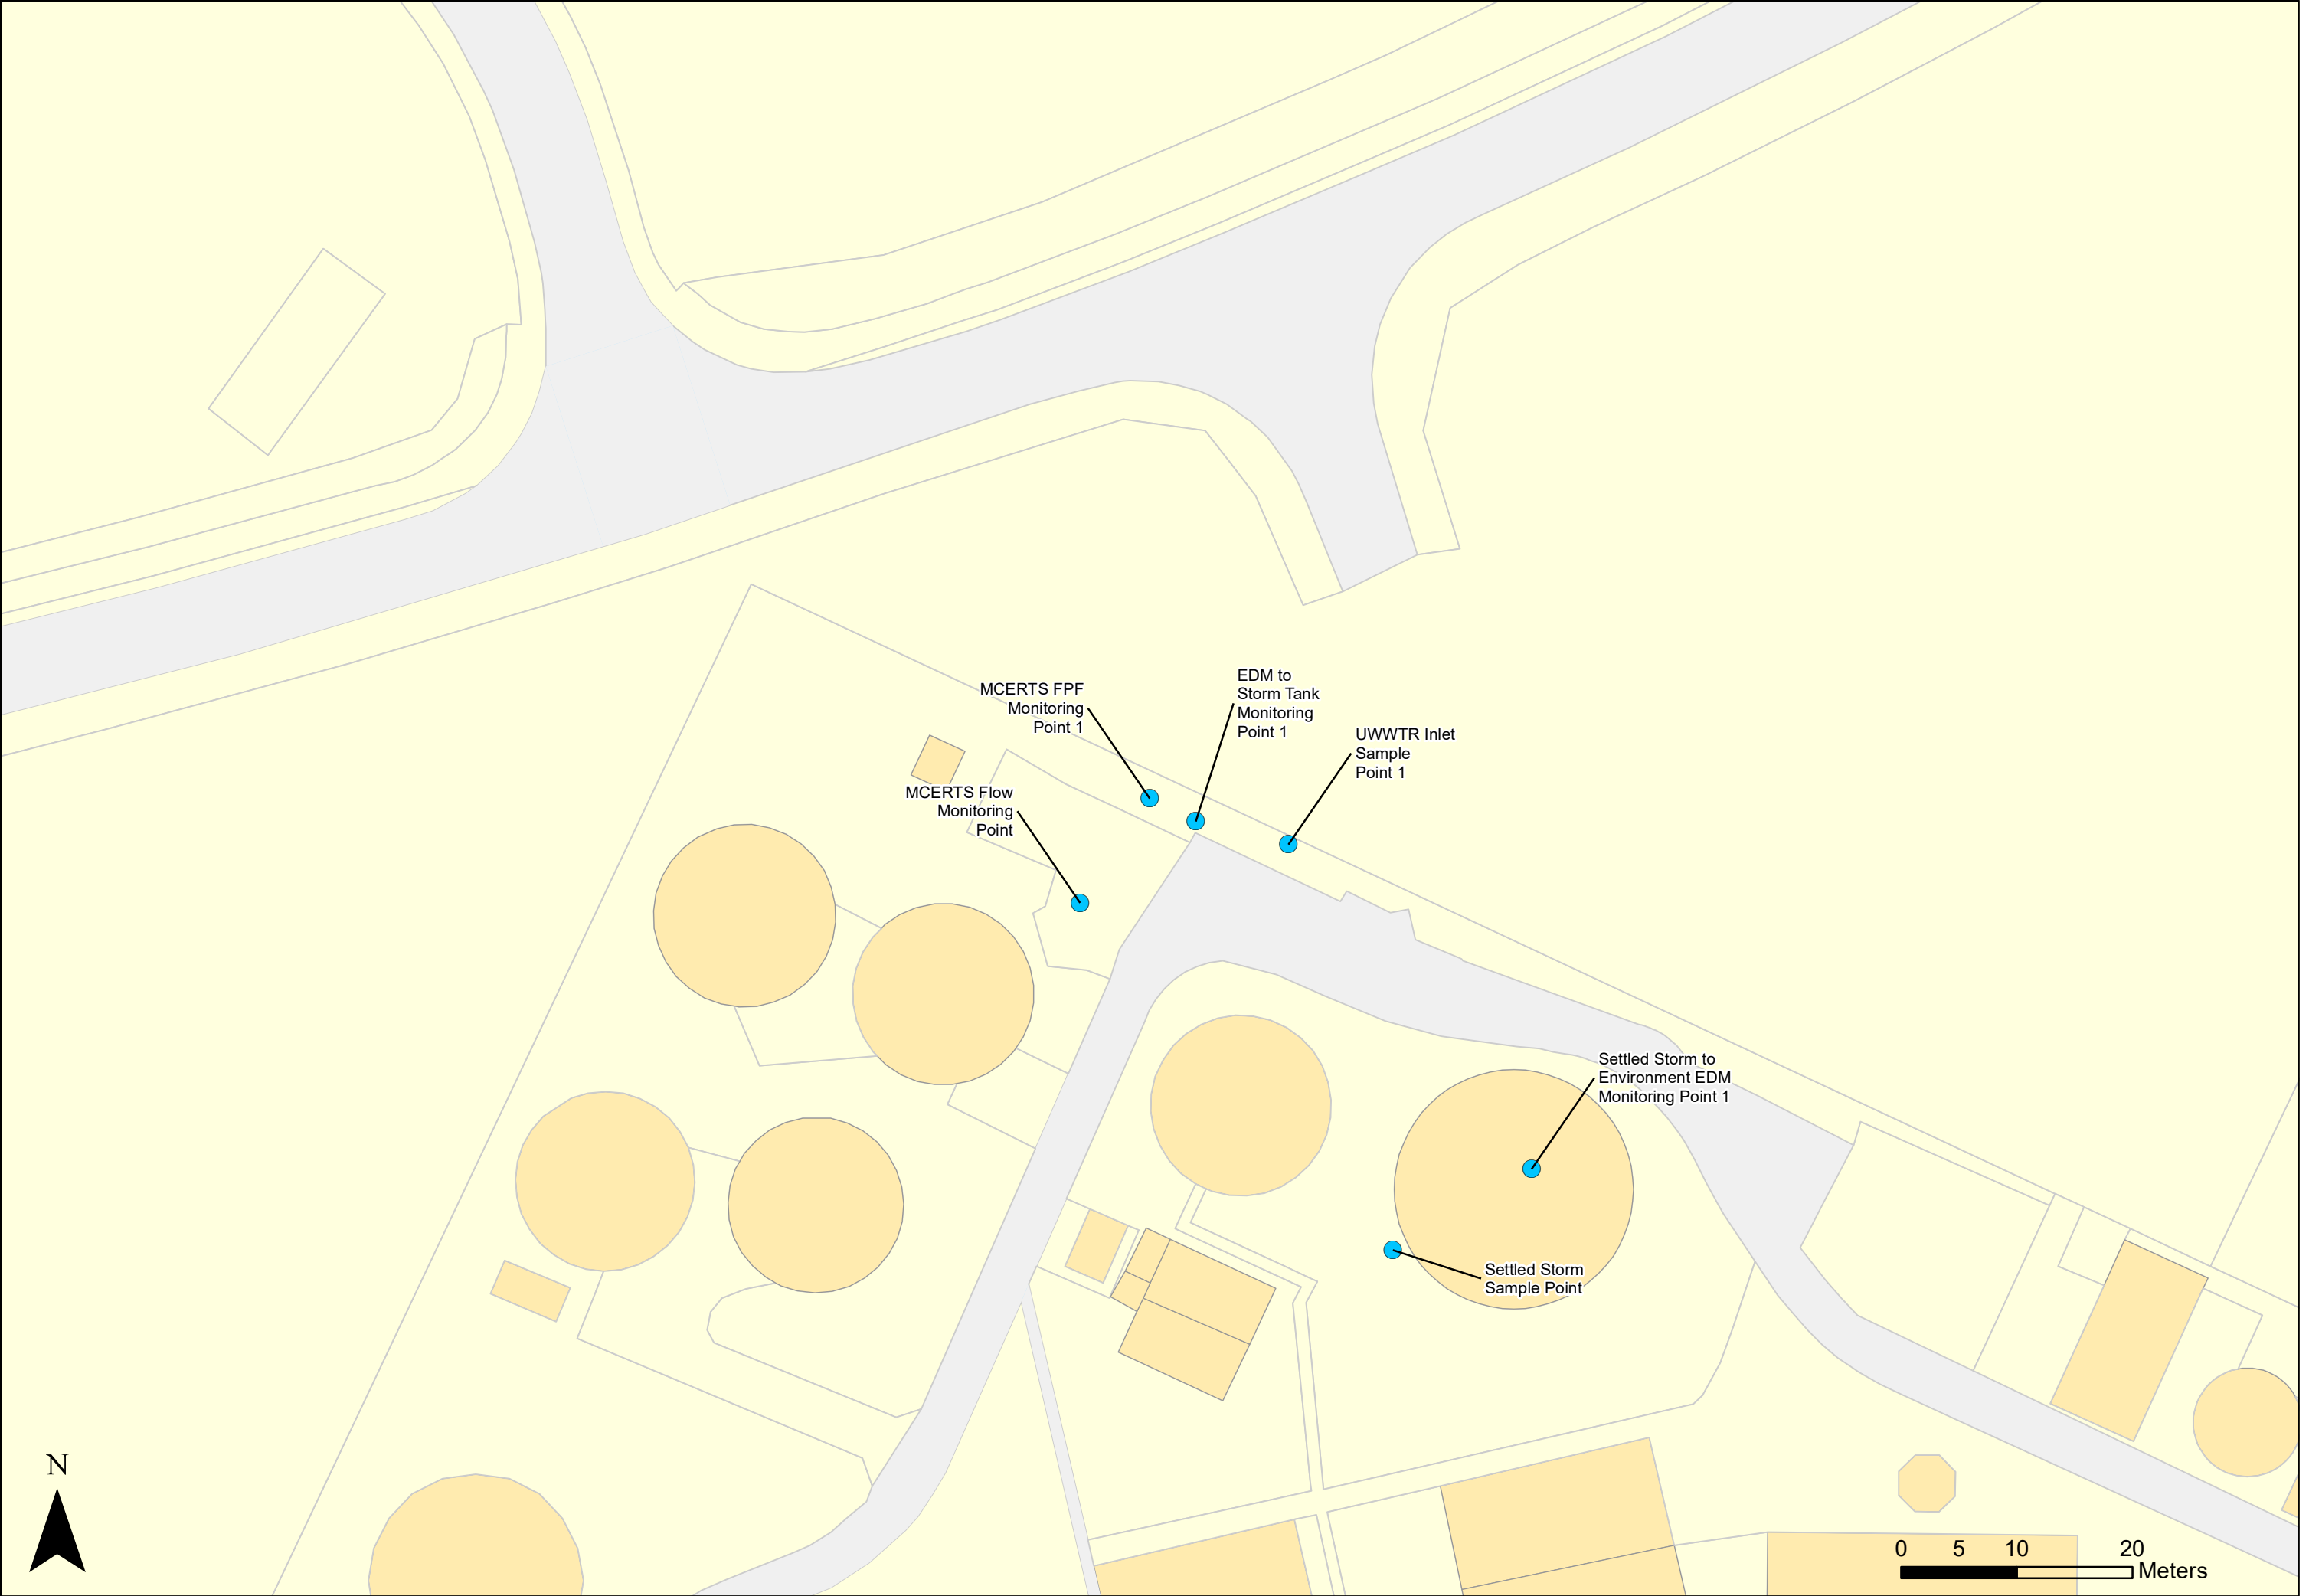 EDM to
Storm Tank
Monitoring
Point 1
MCERTS FPF
Monitoring
Point 1
UWWTR Inlet
Sample
Point 1
MCERTS Flow
Monitoring
Point
Settled Storm to
Environment EDM
Monitoring Point 1
Settled Storm
Sample Point
N
0 5 10 20
Meters